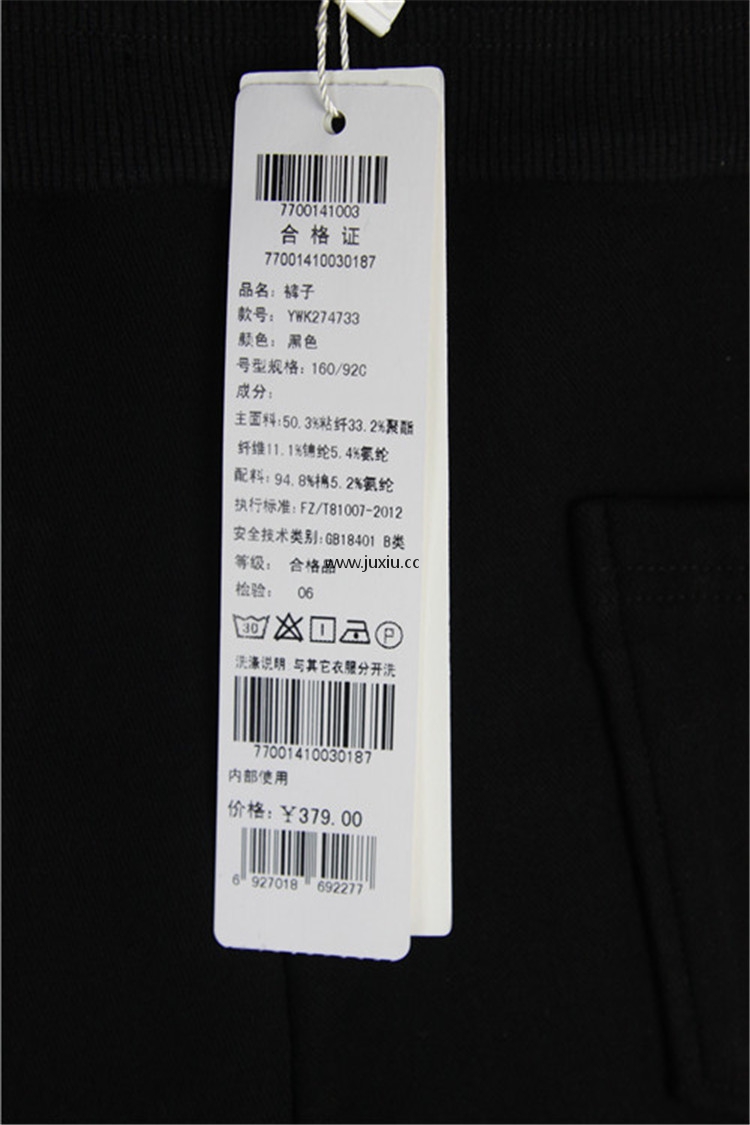 7700141003
合格证
77001410030187
品名：裤子
款号：YWK274733
颜色：黑色
号型规格：160/92C
成分：
主面料:50.3%粘纤33.2%聚酯
纤维11.1%锦纶5.4%氨纶
配料:94.8%棉5.2%氨纶
执行标准:FZ/T81007-2012
安全技术类别:GB18401 B类
等级：合格品
www.juxiu.cc
检验：06
30 P
洗涤说明:与其它衣服分开洗
77001410030187
内部使用
价格:￥379.00
6 927018 692277